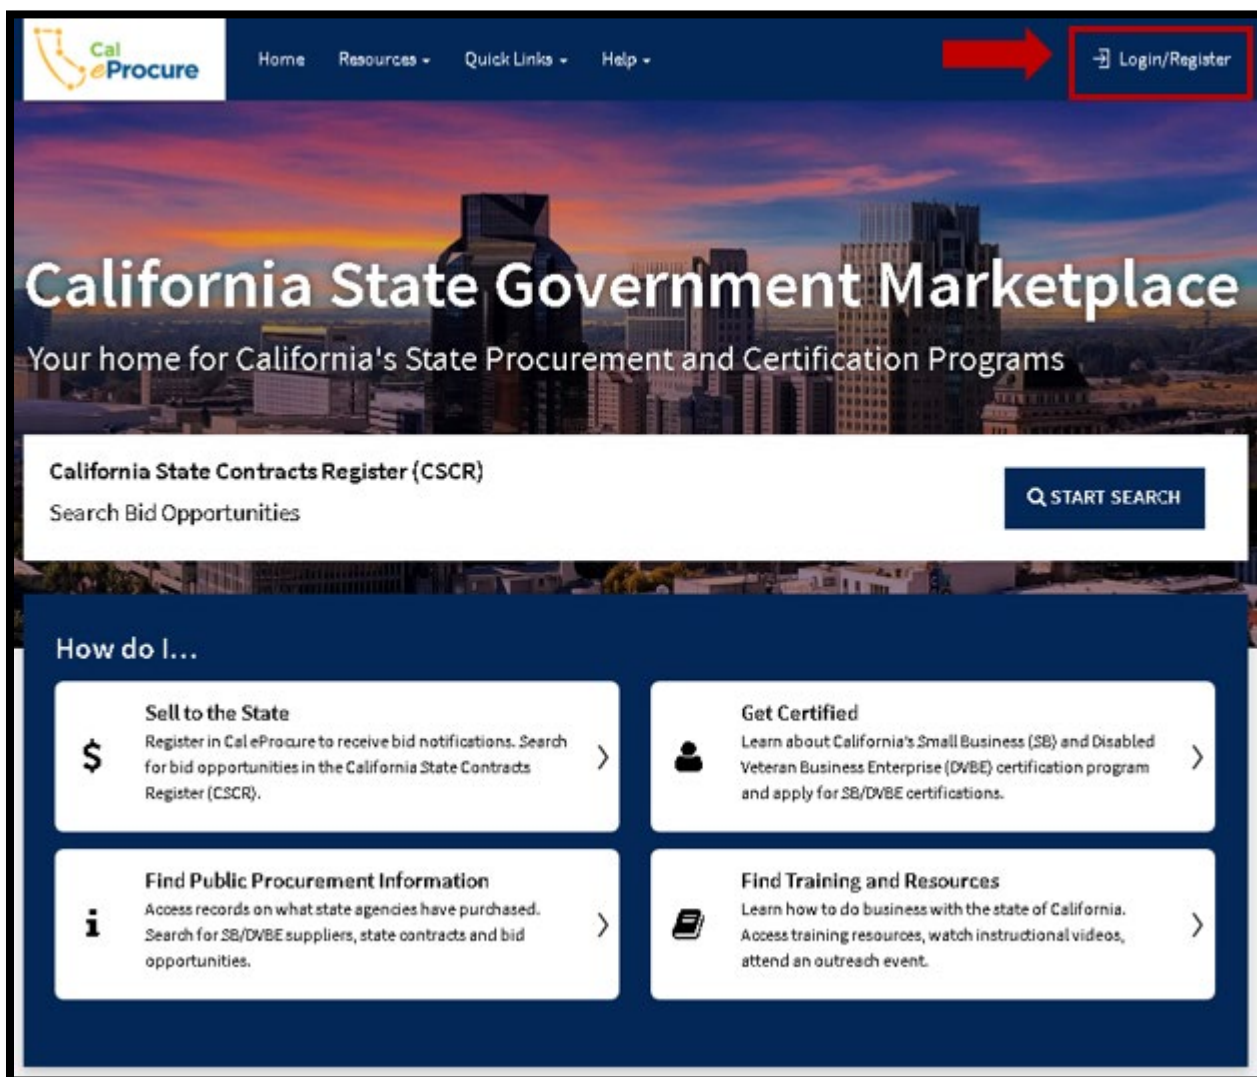 Cal
eProcure
Home Resources Quick Links Help Login/Register
California State Government Marketplace
Your home for California's State Procurement and Certification Programs
California State Contracts Register (CSCR)
Search Bid Opportunities
START SEARCH
How do I...
Sell to the State
Register in Cal eProcure to receive bid notifications. Search
for bid opportunities in the California State Contracts
Register (CSCR).
Get Certified
Learn about California's Small Business (SB) and Disabled
Veteran Business Enterprise (DVBE) certification program
and apply for SB/DVBE certifications.
Find Public Procurement Information
Access records on what state agencies have purchased.
Search for SB/DVBE suppliers, state contracts and bid
opportunities.
Find Training and Resources
Learn how to do business with the state of California.
Access training resources, watch instructional videos,
attend an outreach event.